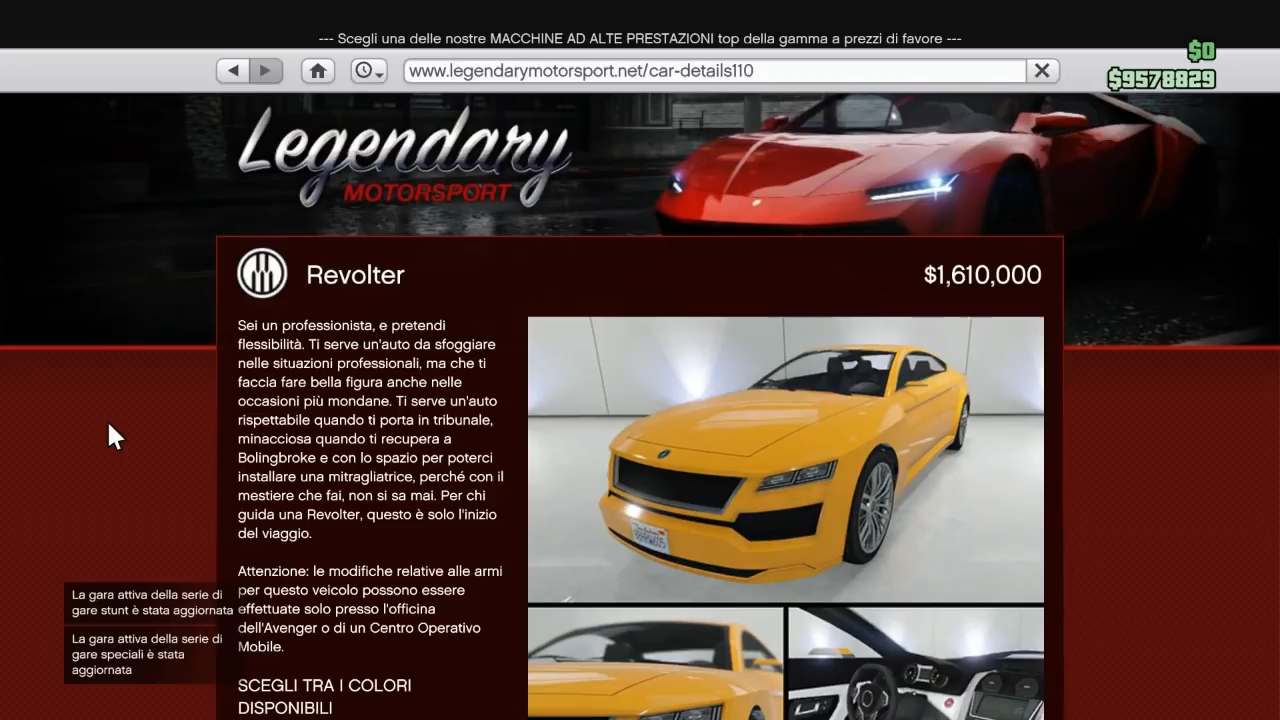 --- Scegli una delle nostre MACCHINE AD ALTE PRESTAZIONI top della gamma a prezzi di favore ---
$0
www.legendarymotorsport.net/car-details110
$9578829
Legendary
MOTORSPORT
Revolter
$1,610,000
Sei un professionista, e pretendi
flessibilità. Ti serve un'auto da sfoggiare
nelle situazioni professionali, ma che ti
faccia fare bella figura anche nelle
occasioni più mondane. Ti serve un'auto
rispettabile quando ti porta in tribunale,
minacciosa quando ti recupera a
Bolingbroke e con lo spazio per poterci
installare una mitragliatrice, perché con il
mestiere che fai, non si sa mai. Per chi
guida una Revolter, questo è solo l'inizio
del viaggio.
Attenzione: le modifiche relative alle armi
per questo veicolo possono essere
effettuate solo presso l'officina
dell'Avenger o di un Centro Operativo
Mobile.
SCEGLI TRA I COLORI
DISPONIBILI
La gara attiva della serie di
gare stunt è stata aggiornata
La gara attiva della serie di
gare speciali è stata
aggiornata